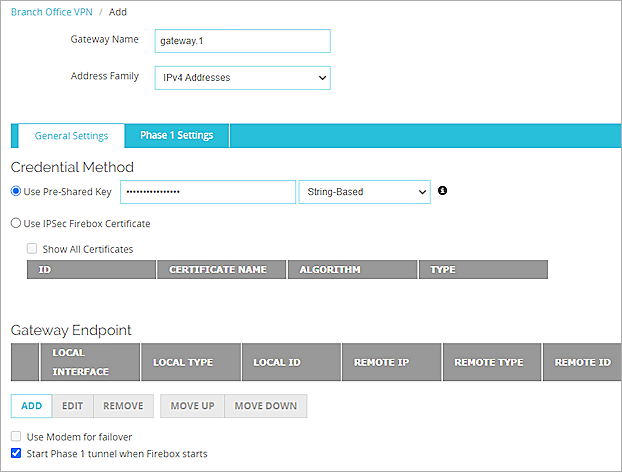 Branch Office VPN / Add
Gateway Name gateway.1
Address Family IPv4 Addresses
General Settings Phase 1 Settings
Credential Method
Use Pre-Shared Key •••••••••••••••• String-Based
Use IPSec Firebox Certificate
Show All Certificates
ID CERTIFICATE NAME ALGORITHM TYPE
Gateway Endpoint
LOCAL INTERFACE LOCAL TYPE LOCAL ID REMOTE IP REMOTE TYPE REMOTE ID
ADD EDIT REMOVE MOVE UP MOVE DOWN
Use Modem for failover
Start Phase 1 tunnel when Firebox starts